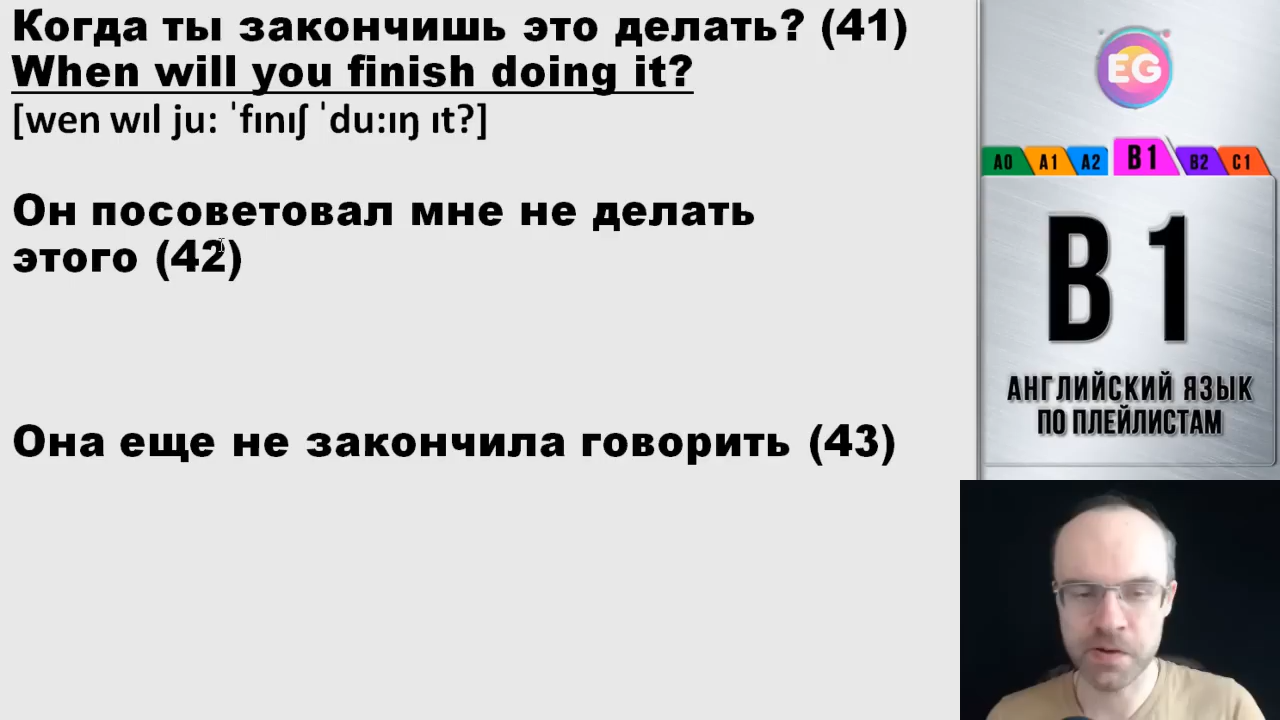 Когда ты закончишь это делать? (41)
When will you finish doing it?
[wen wɪl ju: ˈfɪnɪʃ ˈdu:ɪŋ ɪt?]
Он посоветовал мне не делать
этого (42)
Она еще не закончила говорить (43)
EG
A0 A1 A2 B1 B2 C1
B1
АНГЛИЙСКИЙ ЯЗЫК
ПО ПЛЕЙЛИСТАМ